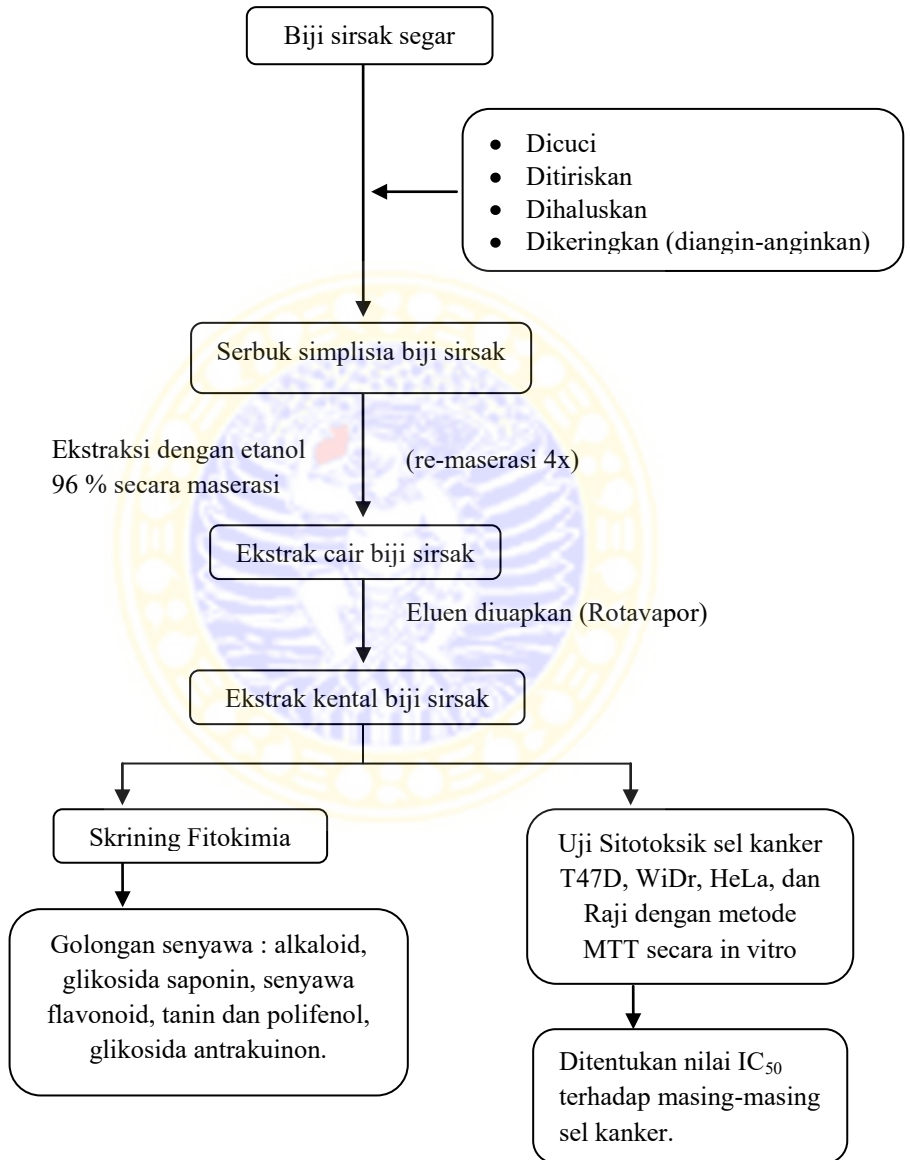 Biji sirsak segar
• Dicuci
• Ditiriskan
• Dihaluskan
• Dikeringkan (diangin-anginkan)
Serbuk simplisia biji sirsak
Ekstraksi dengan etanol
96 % secara maserasi
(re-maserasi 4x)
Ekstrak cair biji sirsak
Eluen diuapkan (Rotavapor)
Ekstrak kental biji sirsak
Skrining Fitokimia
Golongan senyawa : alkaloid,
glikosida saponin, senyawa
flavonoid, tanin dan polifenol,
glikosida antrakuinon.
Uji Sitotoksik sel kanker
T47D, WiDr, HeLa, dan
Raji dengan metode
MTT secara in vitro
Ditentukan nilai IC₅₀
terhadap masing-masing
sel kanker.